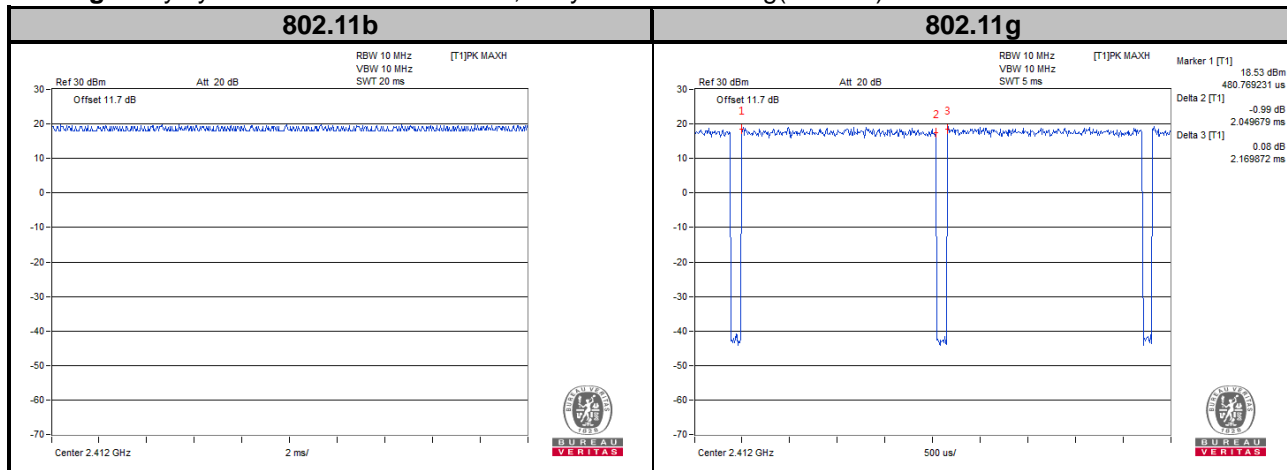 802.11b
802.11g
RBW 10 MHz [T1]PK MAXH
VBW 10 MHz
Ref 30 dBm Att 20 dB SWT 20 ms
Offset 11.7 dB
30
20
10
0
-10
-20
-30
-40
-50
-60
-70
Center 2.412 GHz 2 ms/
BUREAU
VERITAS
RBW 10 MHz [T1]PK MAXH
VBW 10 MHz
Ref 30 dBm Att 20 dB SWT 5 ms
Offset 11.7 dB
1
2 3
30
20
10
0
-10
-20
-30
-40
-50
-60
-70
Center 2.412 GHz 500 us/
Marker 1 [T1]
18.53 dBm
480.769231 us
Delta 2 [T1]
-0.99 dB
2.049679 ms
Delta 3 [T1]
0.08 dB
2.169872 ms
BUREAU
VERITAS